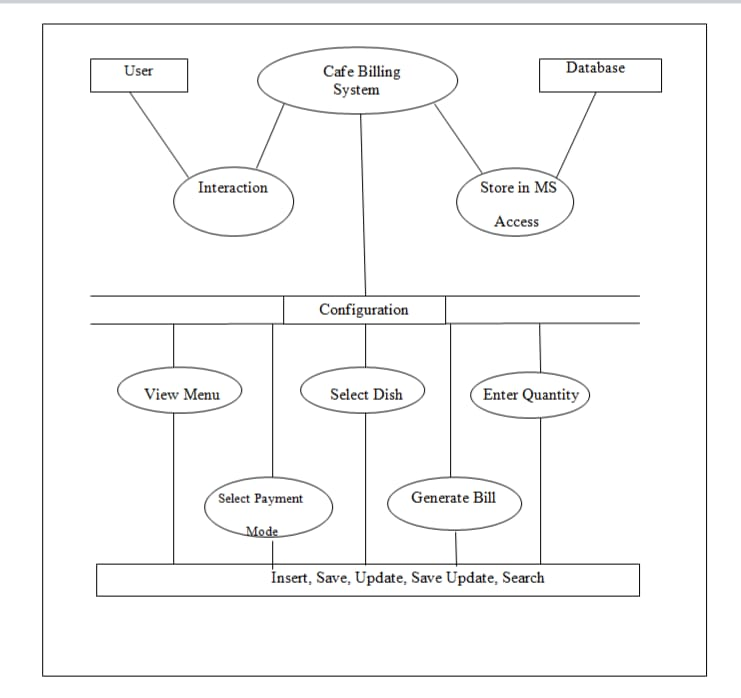 User
Cafe Billing
System
Database
Interaction
Store in MS
Access
Configuration
View Menu
Select Dish
Enter Quantity
Select Payment
Mode
Generate Bill
Insert, Save, Update, Save Update, Search